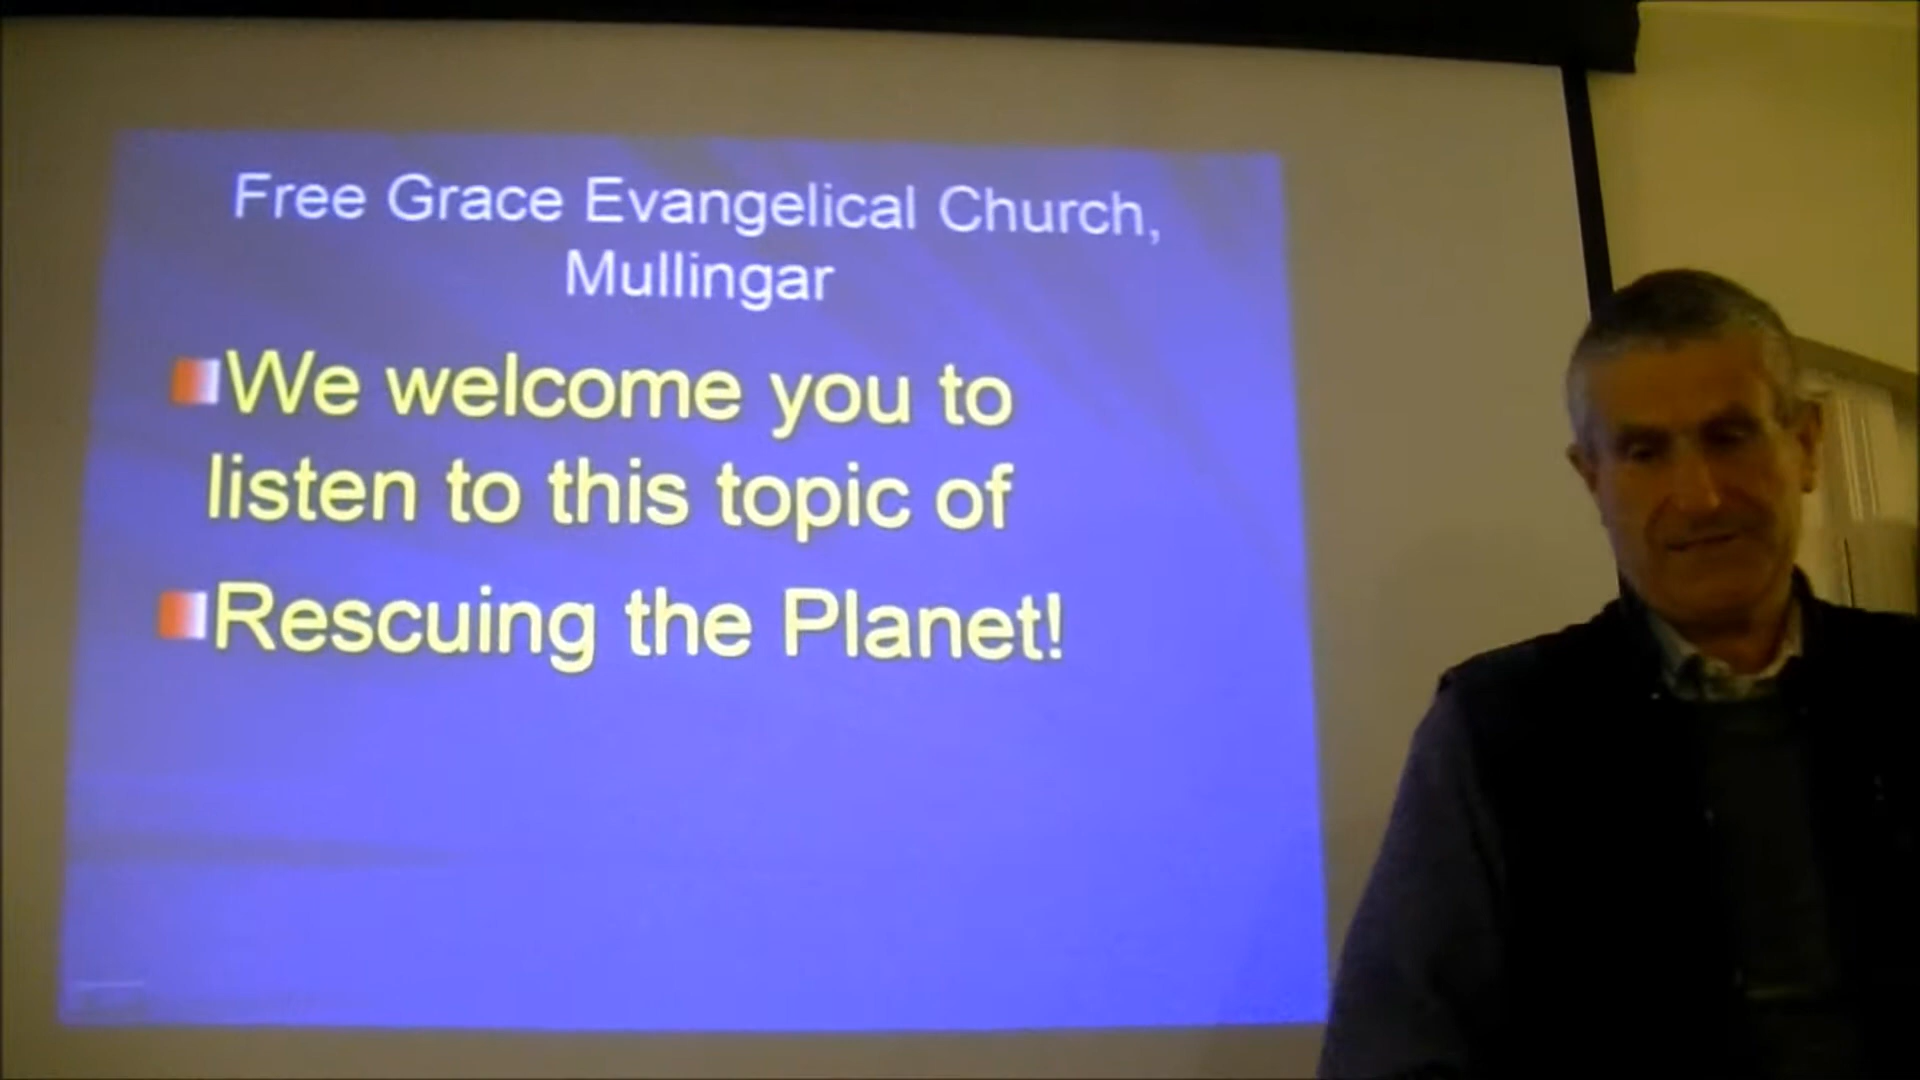 Free Grace Evangelical Church,
Mullingar
We welcome you to
listen to this topic of
Rescuing the Planet!